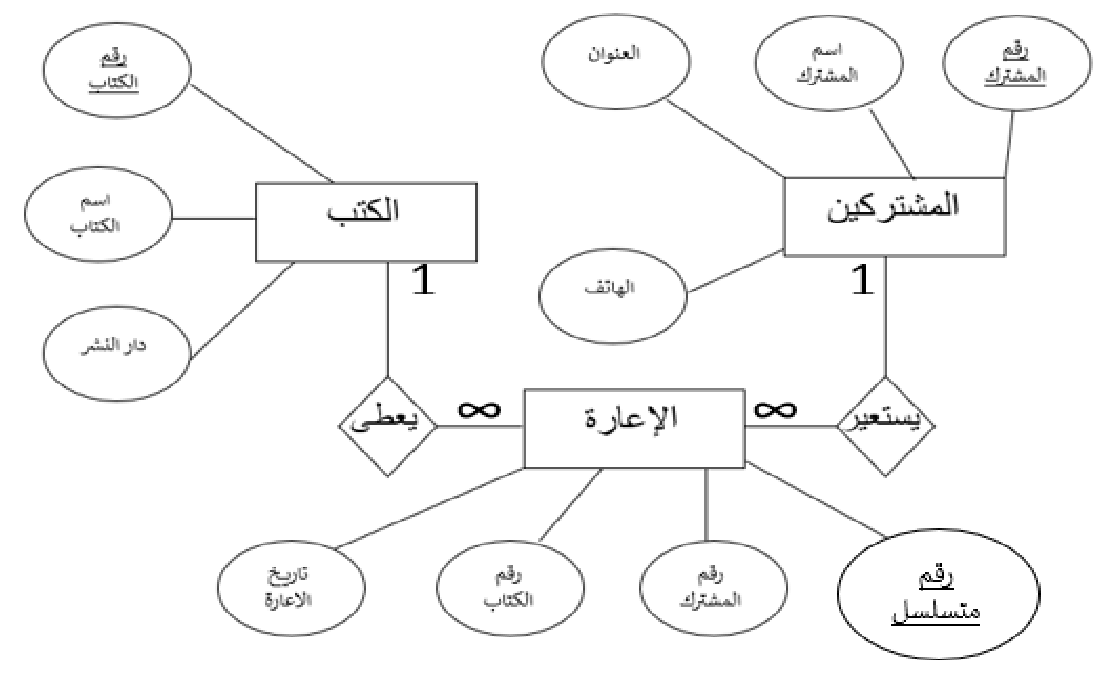 رقم
المشترك
اسم
المشترك
العنوان
رقم
الكتاب
المشتركين
الكتب
اسم
الكتاب
الهاتف
1
1
دار النشر
يستعير
∞
الإعارة
∞
يعطى
رقم
متسلسل
رقم
المشترك
رقم
الكتاب
تاريخ
الاعارة